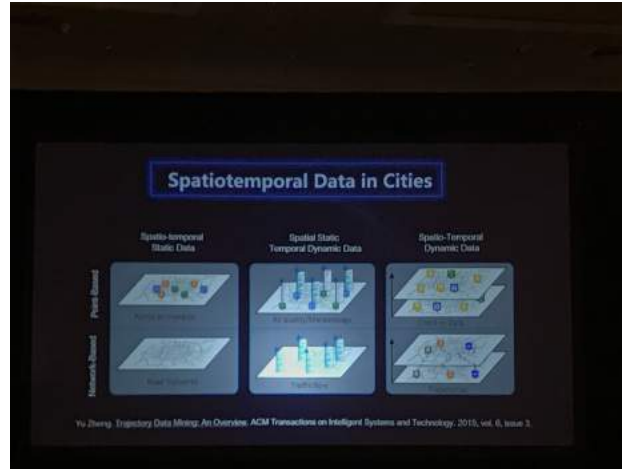 Spatiotemporal Data in Cities
Spatio-temporal
Static Data
Spatial Static
Temporal Dynamic Data
Spatio-Temporal
Dynamic Data
Point-Based
Network-Based
Road Networks
Traffic flow
Yu Zheng. Trajectory Data Mining: An Overview. ACM Transactions on Intelligent Systems and Technology. 2015, vol. 6, issue 3.